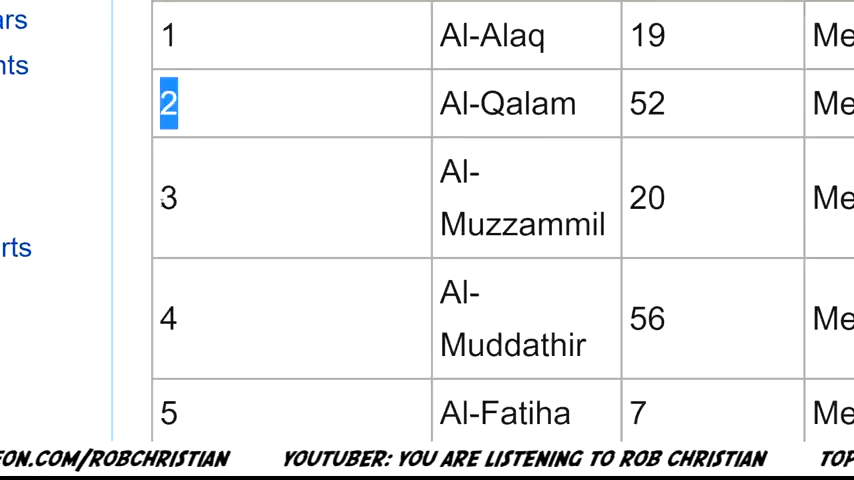 ars
nts
rts
1 Al-Alaq 19 Me
2 Al-Qalam 52 Me
3 Al-
Muzzammil 20 Me
4 Al-
Muddathir 56 Me
5 Al-Fatiha 7 Me
EON.COM/ROBCHRISTIAN YOUTUBER: YOU ARE LISTENING TO ROB CHRISTIAN TOP